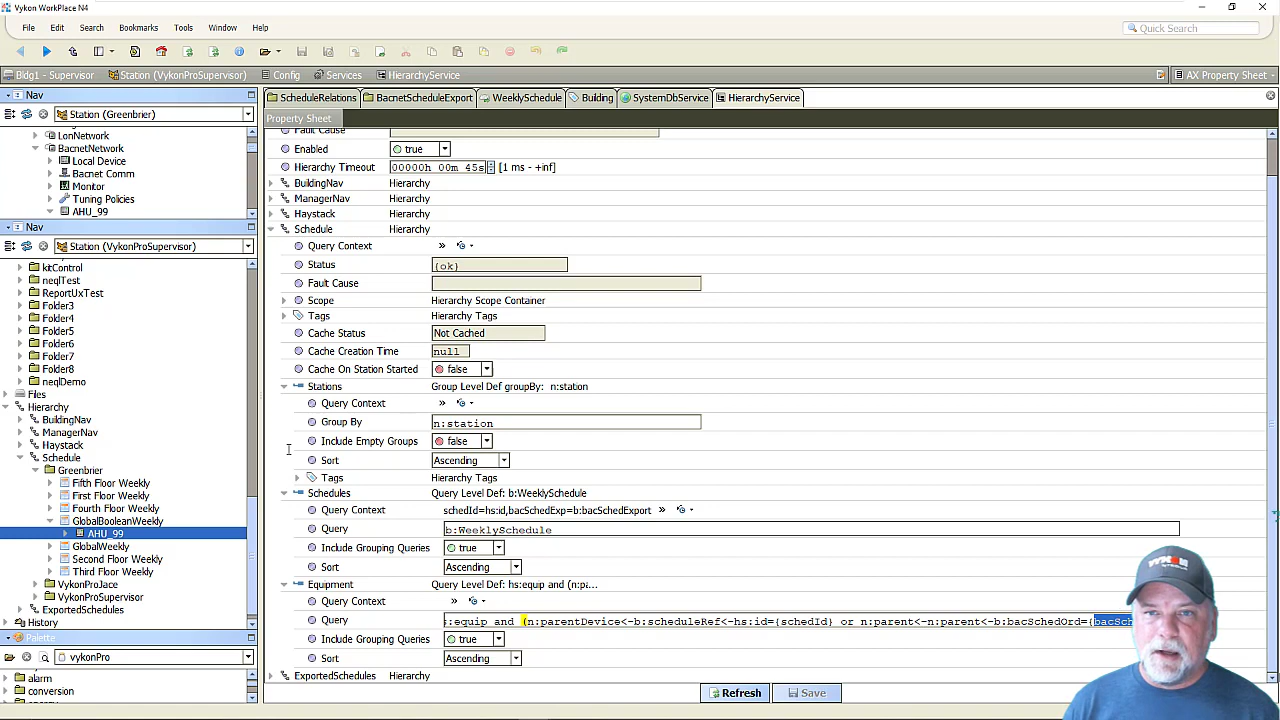 Vykon WorkPlace N4
File Edit Search Bookmarks Tools Window Help
Quick Search
Bldg1 - Supervisor Station (VykonProSupervisor) Config Services HierarchyService AX Property Sheet
Nav
Station (Greenbrier)
LonNetwork
BacnetNetwork
Local Device
Bacnet Comm
Monitor
Tuning Policies
AHU_99
Nav
Station (VykonProSupervisor)
kitControl
neqlTest
ReportUxTest
Folder3
Folder5
Folder6
Folder7
Folder8
neqlDemo
Files
Hierarchy
BuildingNav
ManagerNav
Haystack
Schedule
Greenbrier
Fifth Floor Weekly
First Floor Weekly
Fourth Floor Weekly
GlobalBooleanWeekly
AHU_99
GlobalWeekly
Second Floor Weekly
Third Floor Weekly
VykonProJace
VykonProSupervisor
ExportedSchedules
History
Palette
vykonPro
alarm
conversion
ScheduleRelations BacnetScheduleExport WeeklySchedule Building SystemDbService HierarchyService
Property Sheet
Fault Cause
Enabled true
Hierarchy Timeout 00000h 00m 45s [1 ms - +inf]
BuildingNav Hierarchy
ManagerNav Hierarchy
Haystack Hierarchy
Schedule Hierarchy
Query Context »
Status {ok}
Fault Cause
Scope Hierarchy Scope Container
Tags Hierarchy Tags
Cache Status Not Cached
Cache Creation Time null
Cache On Station Started false
Stations Group Level Def groupBy: n:station
Query Context »
Group By n:station
Include Empty Groups false
Sort Ascending
Tags Hierarchy Tags
Schedules Query Level Def: b:WeeklySchedule
Query Context schedId=hs:id,bacSchedExp=b:bacSchedExport »
Query b:WeeklySchedule
Include Grouping Queries true
Sort Ascending
Equipment Query Level Def: hs:equip and (n:pa...
Query Context »
Query :equip and (n:parentDevice<-b:scheduleRef<-hs:id={schedId} or n:parent<-n:parent<-b:bacSchedOrd={bacSch
Include Grouping Queries true
Sort Ascending
ExportedSchedules Hierarchy
Refresh Save
VYKON